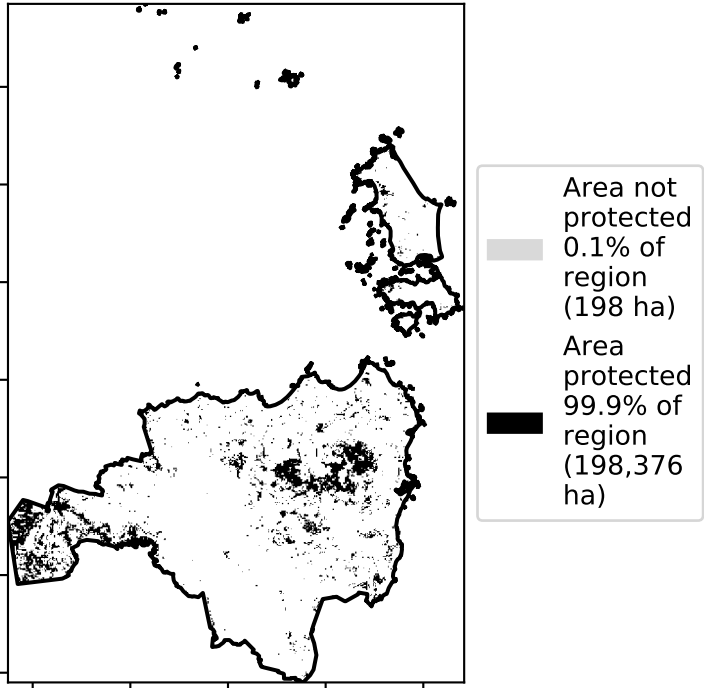 Area not
protected
0.1% of
region
(198 ha)
Area
protected
99.9% of
region
(198,376
ha)